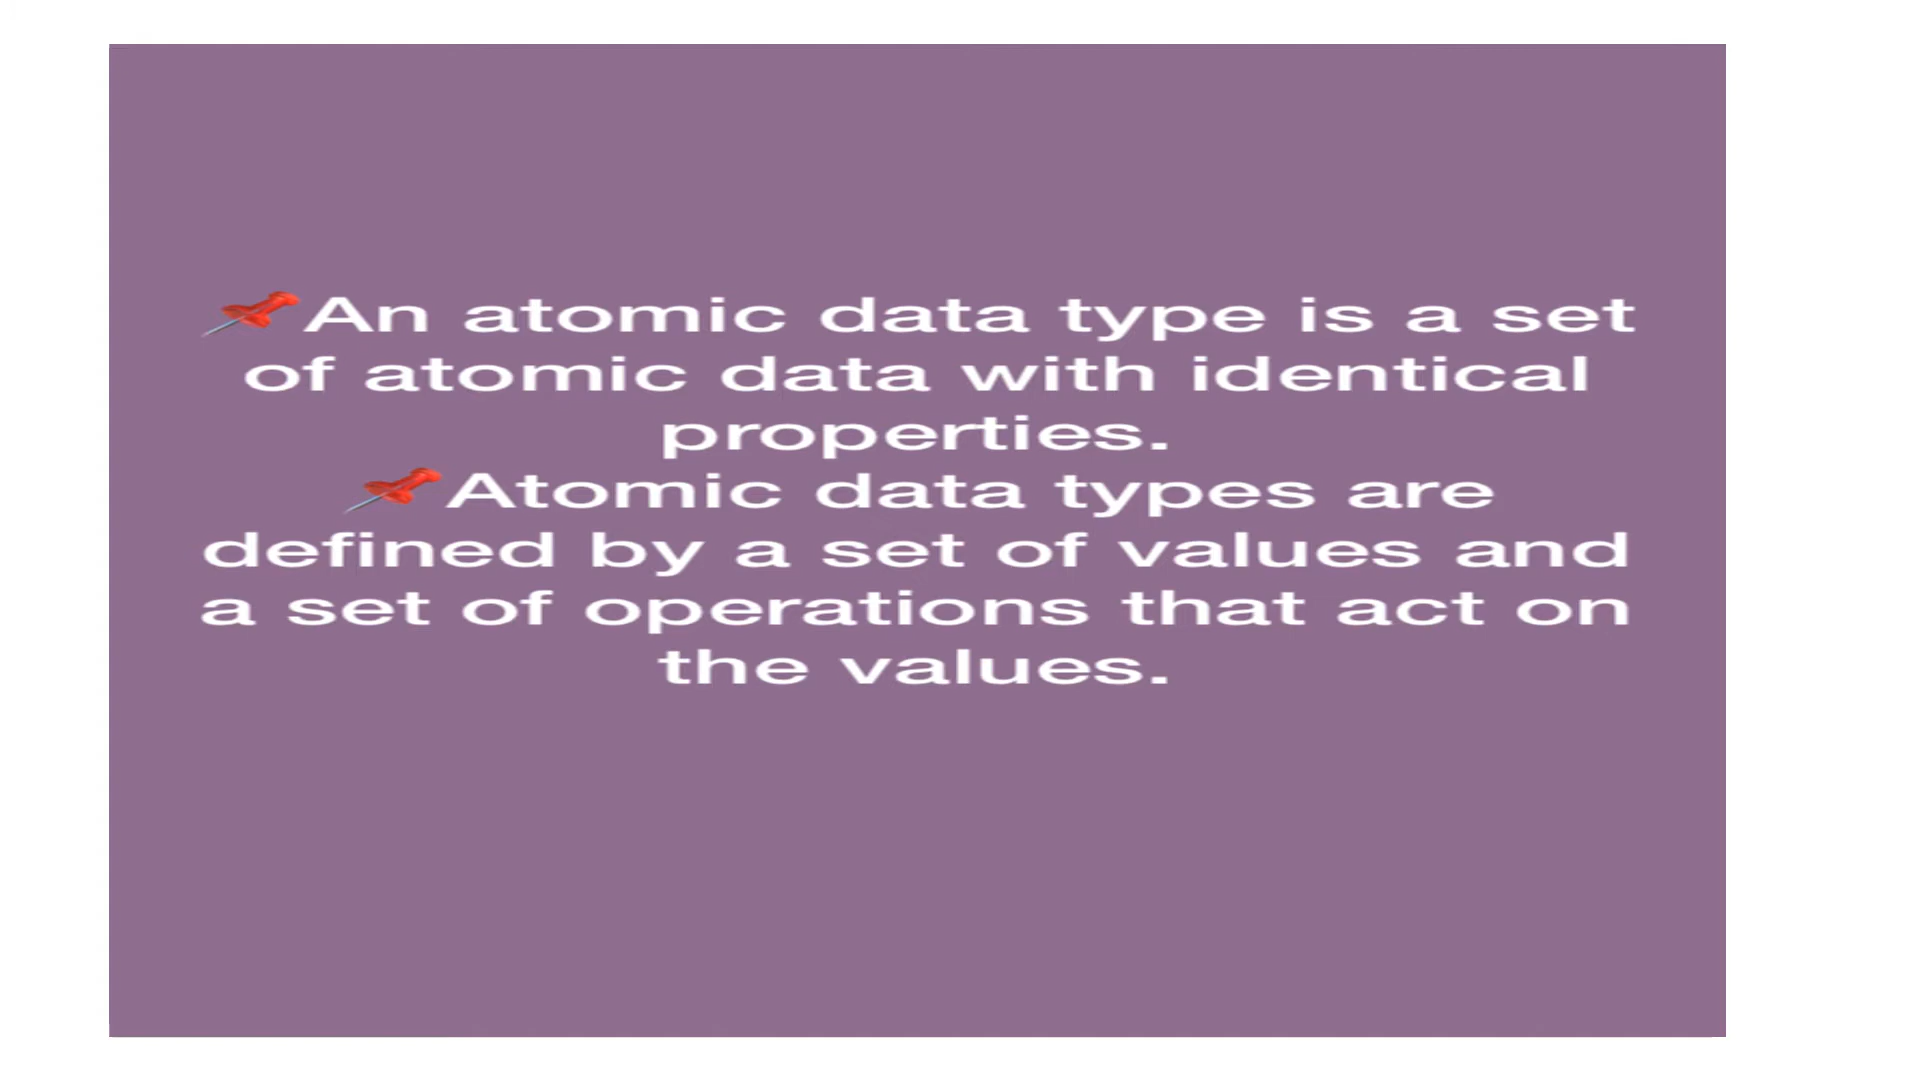 📌An atomic data type is a set
of atomic data with identical
properties.
📌Atomic data types are
defined by a set of values and
a set of operations that act on
the values.